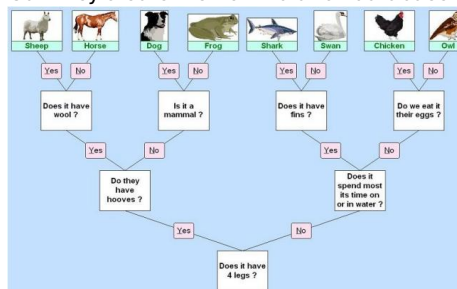 Sheep Horse Dog Frog Shark Swan Chicken Owl
Yes No Yes No Yes No Yes No
Does it have
wool ?
Is it a
mammal ?
Does it have
fins ?
Do we eat it
their eggs ?
Yes No Yes No
Do they
have
hooves ?
Does it
spend most
its time on
or in water ?
Yes No
Does it have
4 legs ?